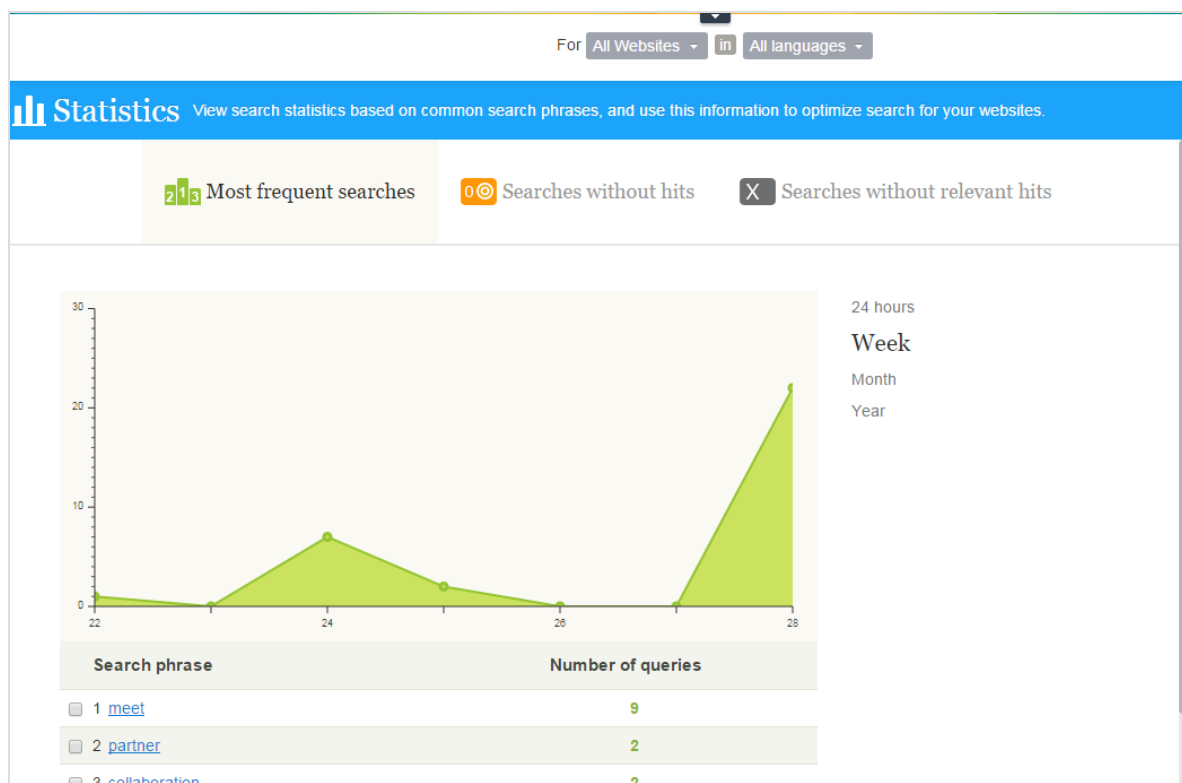 For All Websites in All languages
Statistics View search statistics based on common search phrases, and use this information to optimize search for your websites.
213 Most frequent searches 0 Searches without hits X Searches without relevant hits
30
20
10
0
22 24 26 28
24 hours
Week
Month
Year
Search phrase Number of queries
1 meet 9
2 partner 2
3 collaboration 2